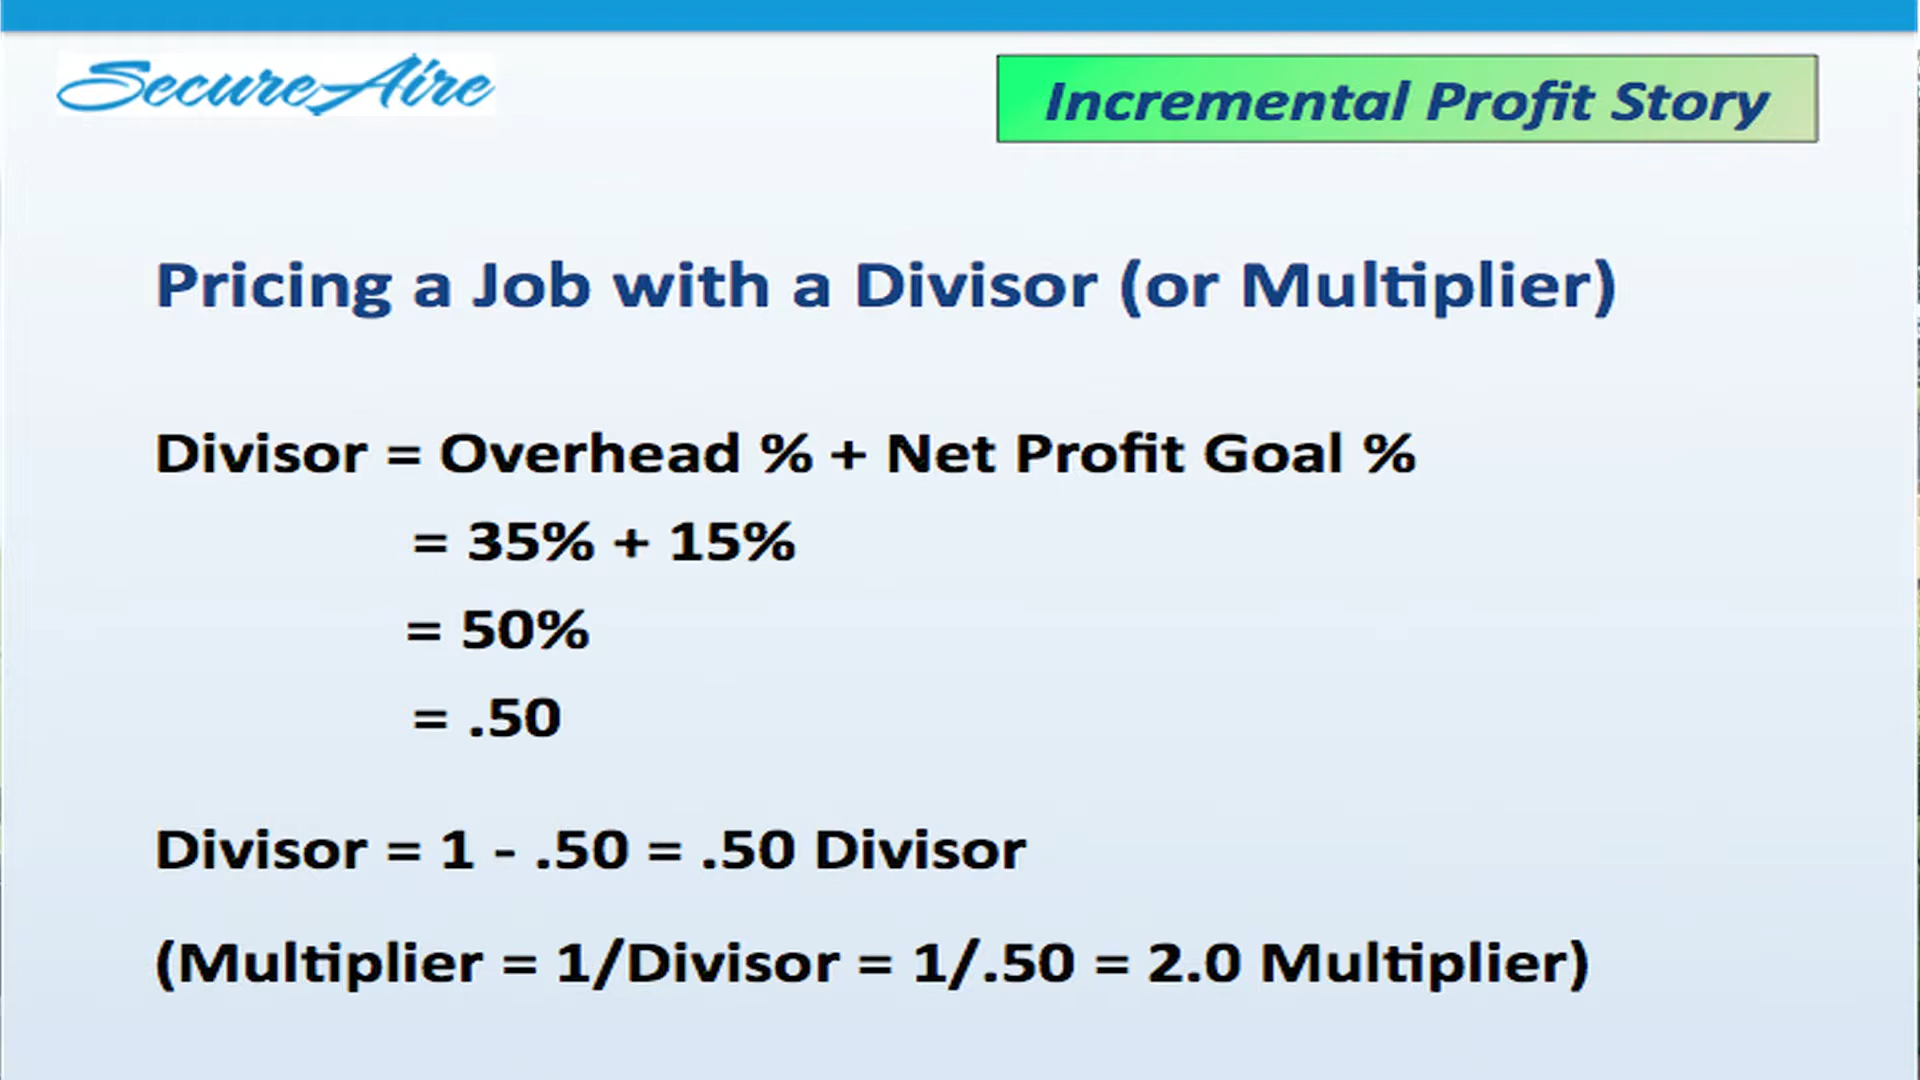 SecureAire
Incremental Profit Story
Pricing a Job with a Divisor (or Multiplier)
Divisor = Overhead % + Net Profit Goal %
= 35% + 15%
= 50%
= .50
Divisor = 1 - .50 = .50 Divisor
(Multiplier = 1/Divisor = 1/.50 = 2.0 Multiplier)